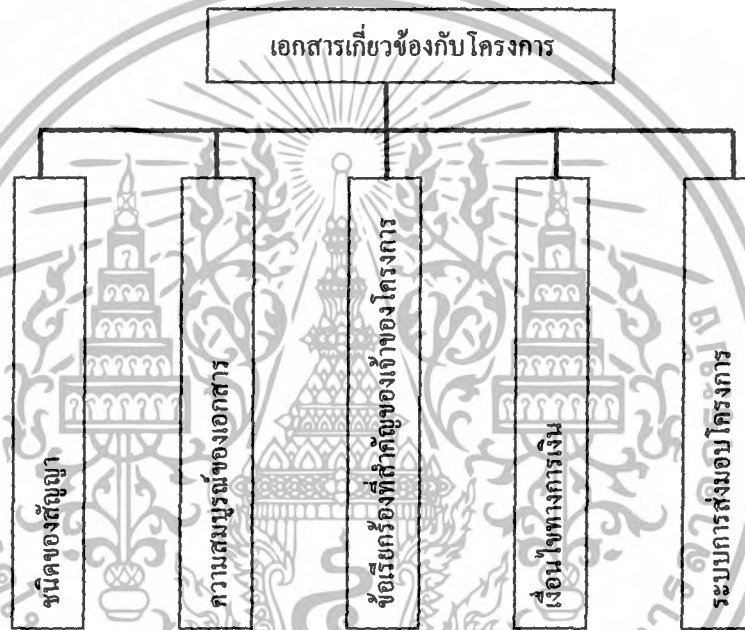 เอกสารเกี่ยวข้องกับโครงการ
ชนิดของสัญญา
ความสมบูรณ์ของเอกสาร
ข้อเรียกร้องที่สำคัญของเจ้าของโครงการ
เงื่อนไขทางการเงิน
ระบบการส่งมอบโครงการ